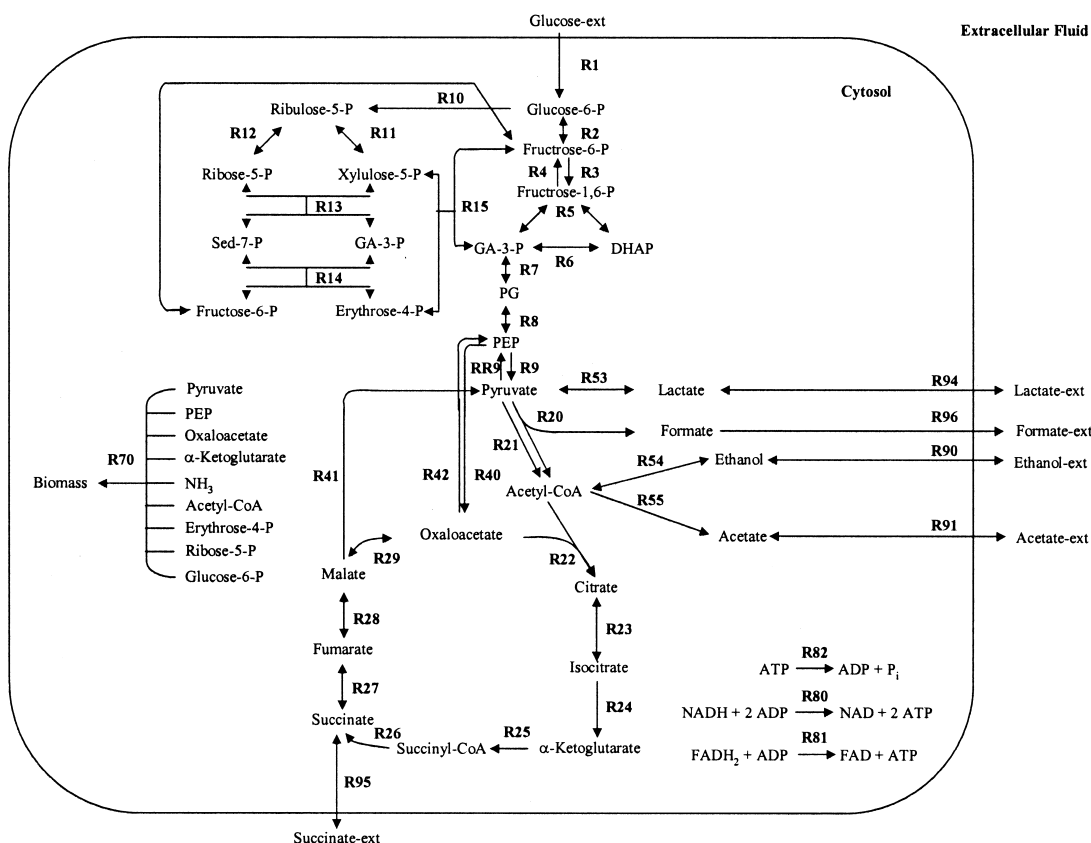 Glucose-ext
Extracellular Fluid
R1
Cytosol
R10
Ribulose-5-P
Glucose-6-P
R12
R11
R2
Fructrose-6-P
Ribose-5-P
Xylulose-5-P
R4
R3
Fructrose-1,6-P
R13
R15
R5
Sed-7-P
GA-3-P
GA-3-P
R6
DHAP
R7
R14
PG
Fructose-6-P
Erythrose-4-P
R8
PEP
RR9
R9
Pyruvate
R53
Lactate
R94
Lactate-ext
R20
R21
Formate
R96
Formate-ext
R54
Ethanol
R90
Ethanol-ext
Acetyl-CoA
R55
Acetate
R91
Acetate-ext
Pyruvate
PEP
Oxaloacetate
R70
α-Ketoglutarate
Biomass
NH3
Acetyl-CoA
Erythrose-4-P
Ribose-5-P
Glucose-6-P
R41
R42
R40
Oxaloacetate
R29
R22
Malate
Citrate
R28
R23
Fumarate
Isocitrate
R27
R24
Succinate
R26
Succinyl-CoA
R25
α-Ketoglutarate
R95
Succinate-ext
R82
ATP ADP + Pi
R80
NADH + 2 ADP NAD + 2 ATP
R81
FADH2 + ADP FAD + ATP